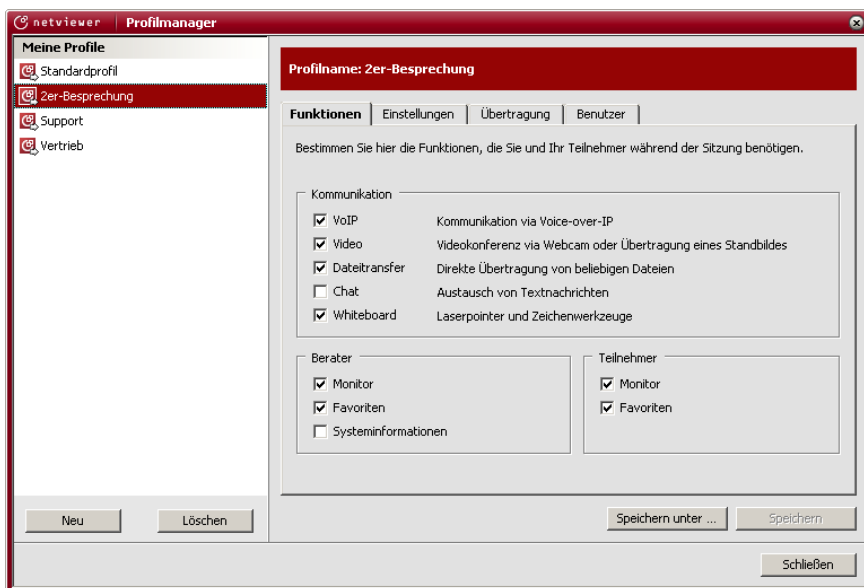 netviewer Profilmanager
Meine Profile
Standardprofil
2er-Besprechung
Support
Vertrieb
Neu
Löschen
Profilname: 2er-Besprechung
Funktionen Einstellungen Übertragung Benutzer
Bestimmen Sie hier die Funktionen, die Sie und Ihr Teilnehmer während der Sitzung benötigen.
Kommunikation
VoIP Kommunikation via Voice-over-IP
Video Videokonferenz via Webcam oder Übertragung eines Standbildes
Dateitransfer Direkte Übertragung von beliebigen Dateien
Chat Austausch von Textnachrichten
Whiteboard Laserpointer und Zeichenwerkzeuge
Berater
Monitor
Favoriten
Systeminformationen
Teilnehmer
Monitor
Favoriten
Speichern unter ... Speichern
Schließen